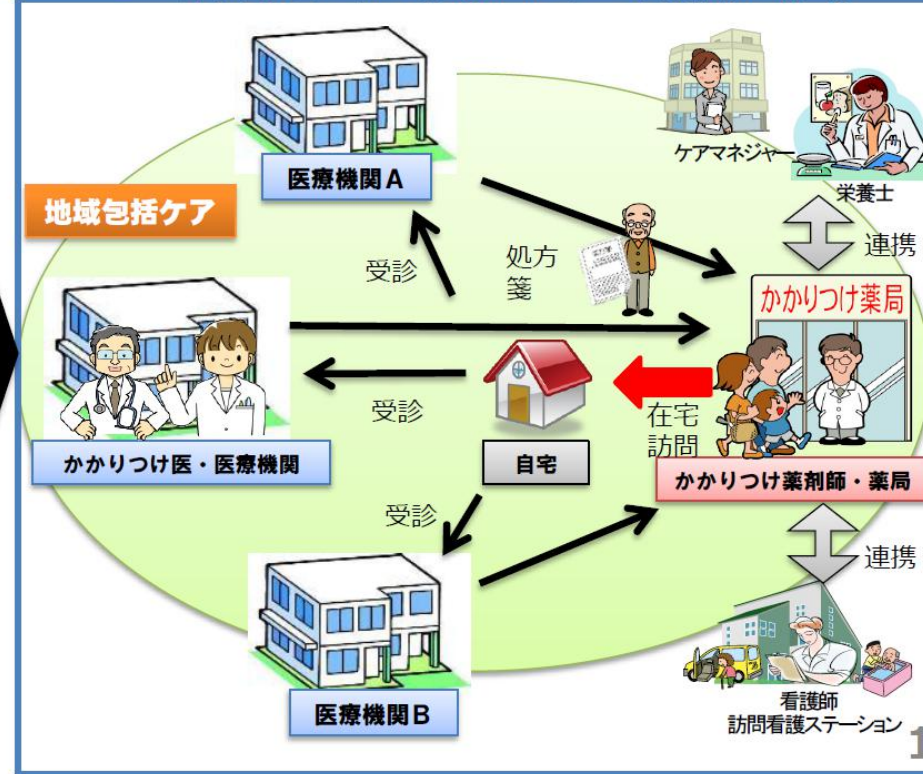 医療機関A
ケアマネジャー
栄養士
地域包括ケア
受診
処方
箋
連携
かかりつけ薬局
受診
在宅
訪問
かかりつけ医・医療機関
自宅
かかりつけ薬剤師・薬局
受診
連携
医療機関B
看護師
訪問看護ステーション
1